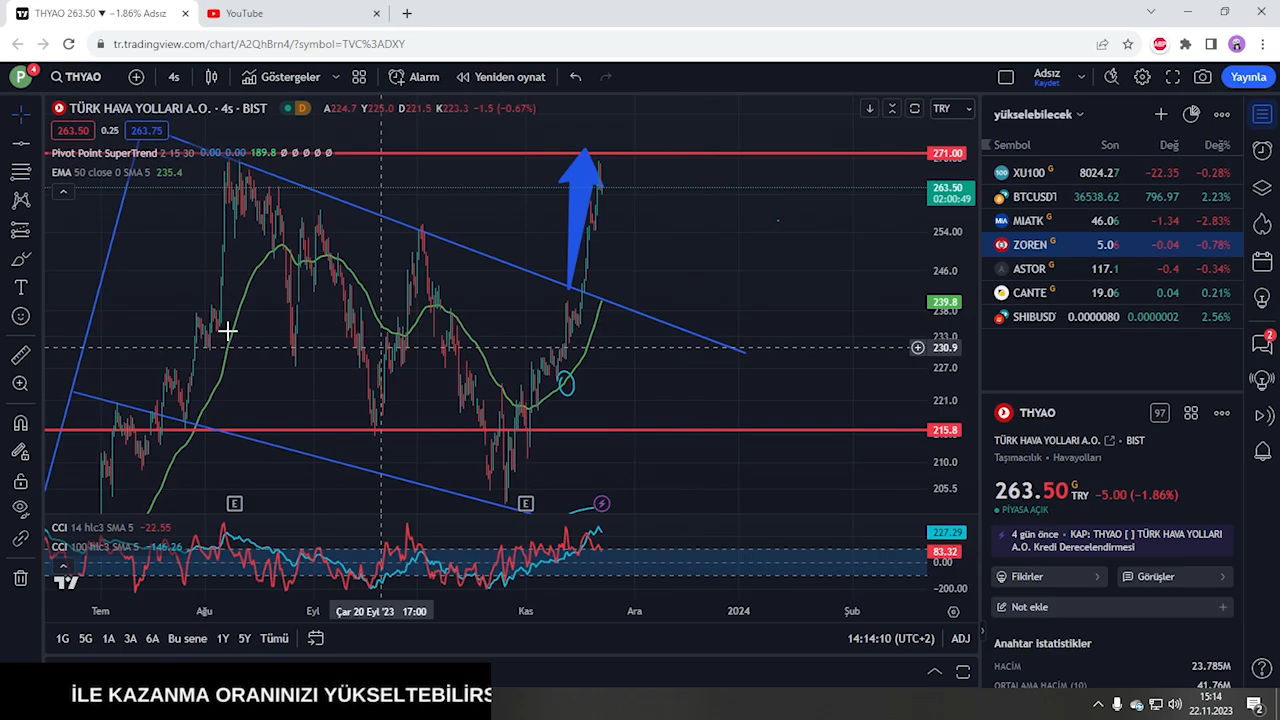 THYAO 263.50 ▼ −1.86% Adsız
YouTube
tr.tradingview.com/chart/A2QhBrn4/?symbol=TVC%3ADXY
P 4 THYAO 4s Göstergeler Alarm Yeniden oynat Adsız Kaydet Yayınla
TÜRK HAVA YOLLARI A.O. · 4s · BIST D A224.7 Y225.0 D221.5 K223.3 −1.5 (−0.67%) TRY
263.50 0.25 263.75
Pivot Point SuperTrend 2 15 30 0.00 0.00 189.8 Ø Ø Ø Ø Ø
EMA 50 close 0 SMA 5 235.4
271.00
263.50
02:00:49
254.00
246.0
239.8
238.0
233.0
230.9
227.0
221.0
215.8
210.0
205.5
E E
CCI 14 hlc3 SMA 5 −22.55
CCI 100 hlc3 SMA 5 −146.26
227.29
83.32
0.00
−200.00
Tem Ağu Eyl Çar 20 Eyl '23 17:00 Kas Ara 2024 Şub
1G 5G 1A 3A 6A Bu sene 1Y 5Y Tümü 14:14:10 (UTC+2) ADJ
yükselebilecek
Sembol Son Değ Değ%
XU100 G 8024.27 −22.35 −0.28%
BTCUSDT 36538.62 796.97 2.23%
MIATK G 46.06 −1.34 −2.83%
ZOREN G 5.06 −0.04 −0.78%
ASTOR G 117.1 −0.4 −0.34%
CANTE G 19.06 0.04 0.21%
SHIBUSD 0.0000080 0.0000002 2.56%
THYAO 97
TÜRK HAVA YOLLARI A.O. · BIST
Taşımacılık · Havayolları
263.50 G TRY −5.00 (−1.86%)
PİYASA AÇIK
4 gün önce · KAP: THYAO [ ] TÜRK HAVA YOLLARI
A.O. Kredi Derecelendirmesi
Fikirler Görüşler
Not ekle
Anahtar istatistikler
HACİM 23.785M
ORTALAMA HACİM (10) 41.76M
2
İLE KAZANMA ORANINIZI YÜKSELTEBİLİRS
15:14
22.11.2023
2